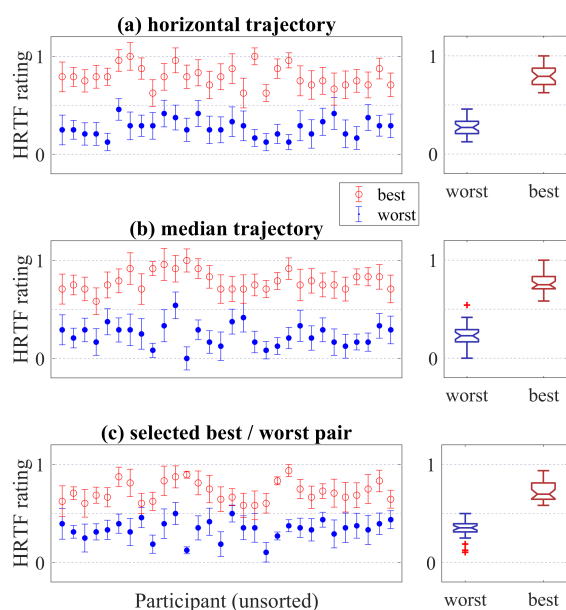 (a) horizontal trajectory
HRTF rating
1
0
1
0
worst
best
best
worst
(b) median trajectory
HRTF rating
1
0
1
0
worst
best
(c) selected best / worst pair
HRTF rating
1
0
1
0
worst
best
Participant (unsorted)